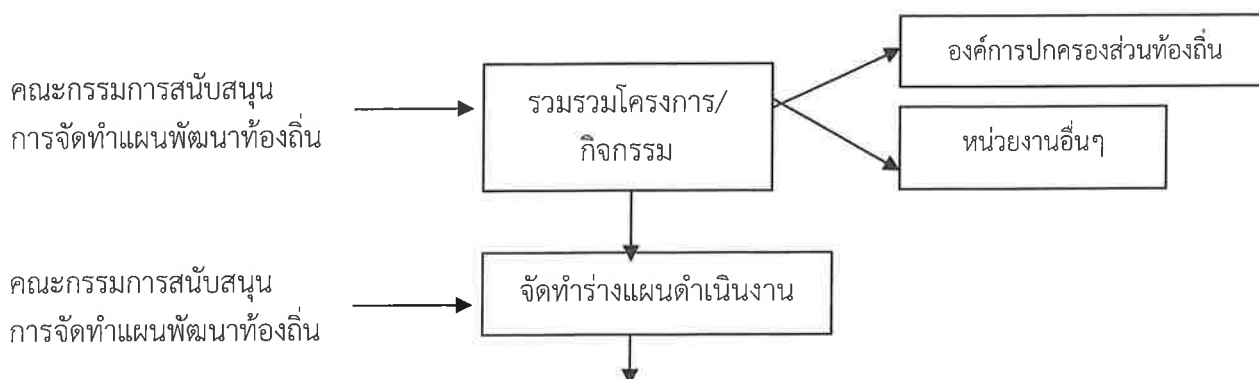 องค์การปกครองส่วนท้องถิ่น
คณะกรรมการสนับสนุน
การจัดทำแผนพัฒนาท้องถิ่น
รวมรวมโครงการ/
กิจกรรม
หน่วยงานอื่นๆ
คณะกรรมการสนับสนุน
การจัดทำแผนพัฒนาท้องถิ่น
จัดทำร่างแผนดำเนินงาน